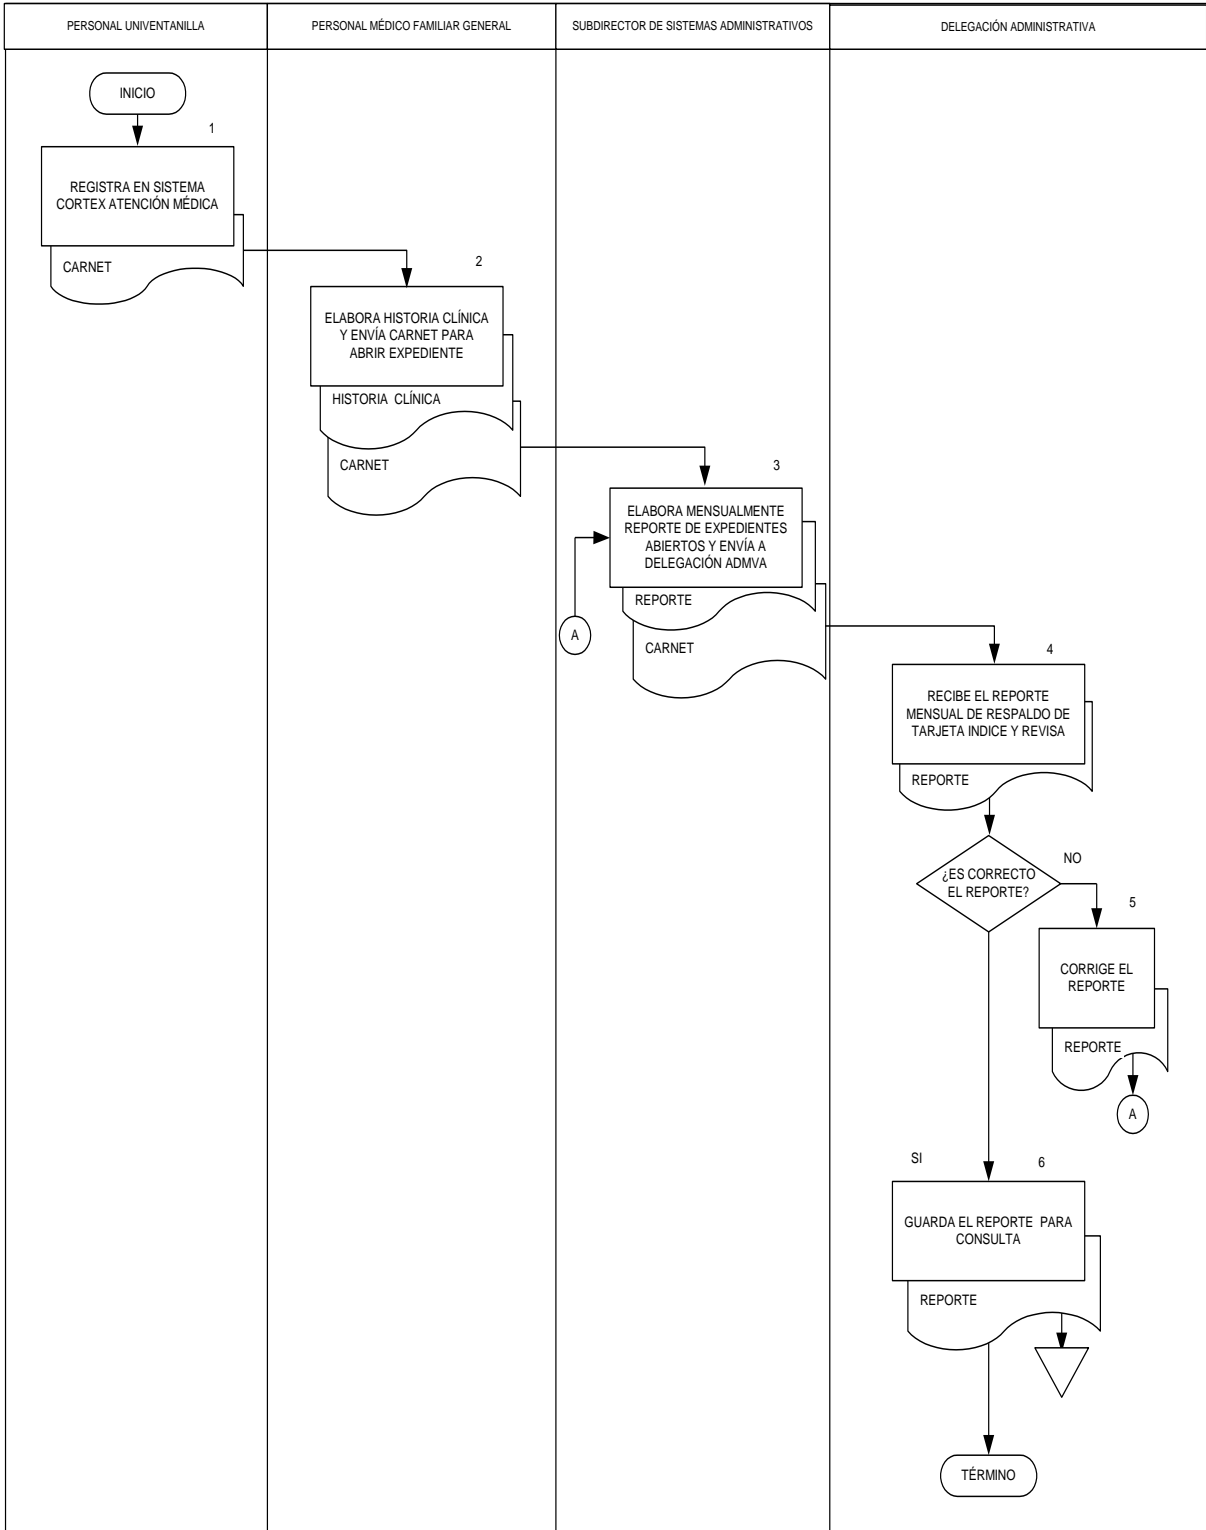 PERSONAL UNIVENTANILLA
PERSONAL MÉDICO FAMILIAR GENERAL
SUBDIRECTOR DE SISTEMAS ADMINISTRATIVOS
DELEGACIÓN ADMINISTRATIVA
INICIO
1
REGISTRA EN SISTEMA
CORTEX ATENCIÓN MÉDICA
CARNET
2
ELABORA HISTORIA CLÍNICA
Y ENVÍA CARNET PARA
ABRIR EXPEDIENTE
HISTORIA CLÍNICA
CARNET
3
ELABORA MENSUALMENTE
REPORTE DE EXPEDIENTES
ABIERTOS Y ENVÍA A
DELEGACIÓN ADMVA
REPORTE
CARNET
A
4
RECIBE EL REPORTE
MENSUAL DE RESPALDO DE
TARJETA INDICE Y REVISA
REPORTE
¿ES CORRECTO
EL REPORTE?
NO
5
CORRIGE EL
REPORTE
REPORTE
A
SI
6
GUARDA EL REPORTE PARA
CONSULTA
REPORTE
TÉRMINO